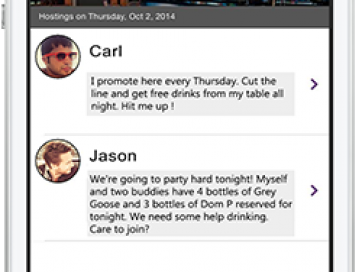 Hostings on Thursday, Oct 2, 2014
Carl
I promote here every Thursday. Cut the
line and get free drinks from my table all
night. Hit me up !
Jason
We're going to party hard tonight! Myself
and two buddies have 4 bottles of Grey
Goose and 3 bottles of Dom P reserved for
tonight. We need some help drinking.
Care to join?